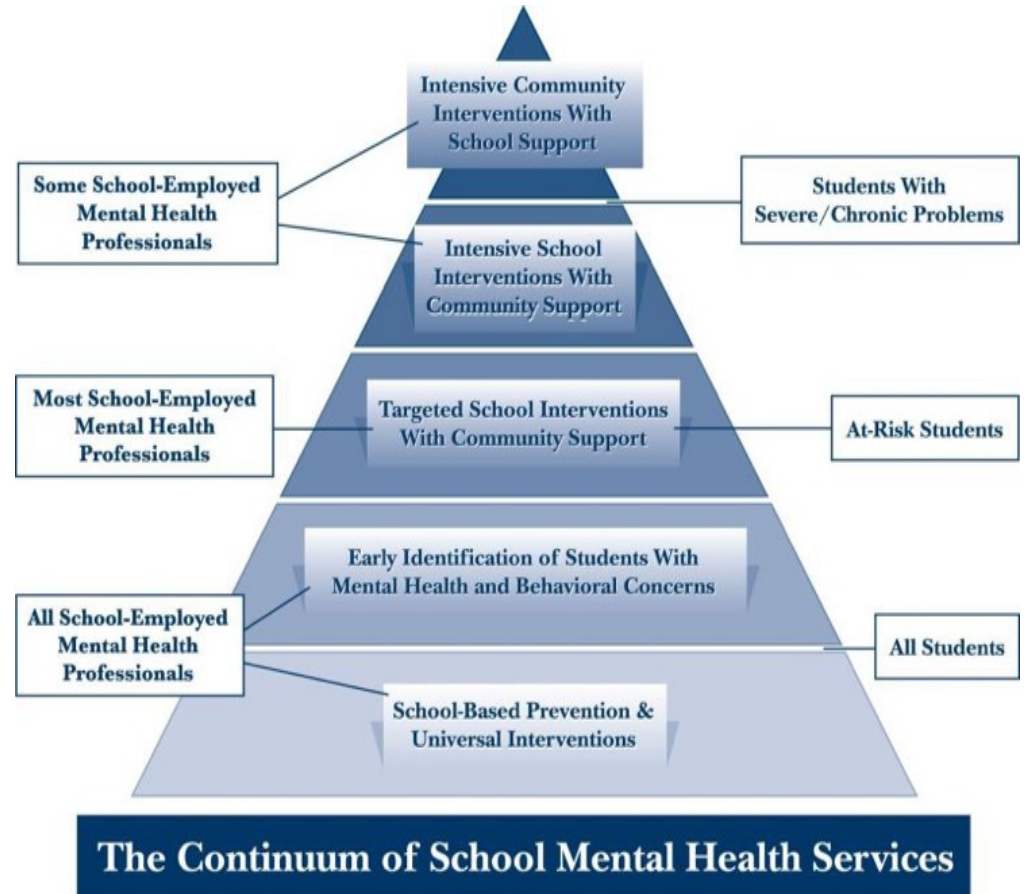 Intensive Community
Interventions With
School Support
Some School-Employed
Mental Health
Professionals
Students With
Severe/Chronic Problems
Intensive School
Interventions With
Community Support
Most School-Employed
Mental Health
Professionals
Targeted School Interventions
With Community Support
At-Risk Students
Early Identification of Students With
Mental Health and Behavioral Concerns
All School-Employed
Mental Health
Professionals
All Students
School-Based Prevention &
Universal Interventions
The Continuum of School Mental Health Services